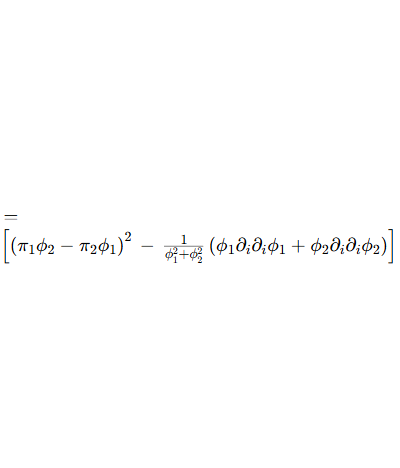 =
[(π₁ϕ₂ − π₂ϕ₁)² − 1/(ϕ₁²+ϕ₂²) (ϕ₁∂ᵢ∂ᵢϕ₁ + ϕ₂∂ᵢ∂ᵢϕ₂)]